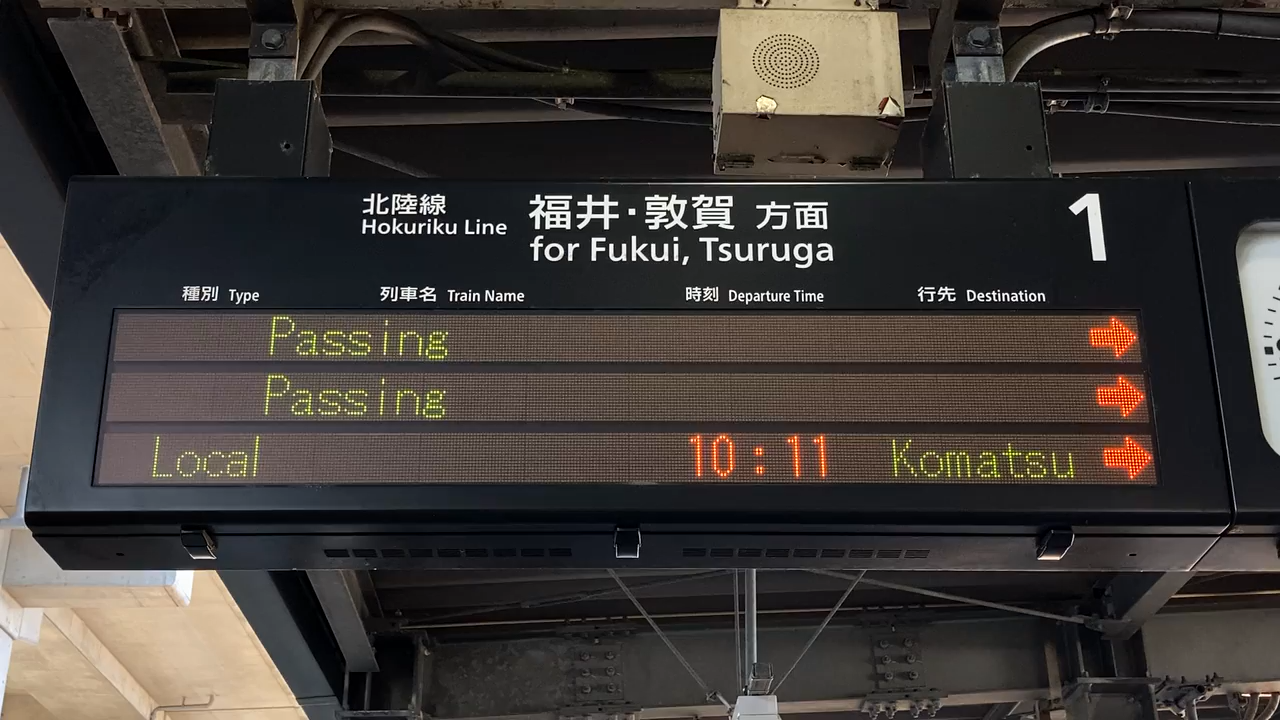 北陸線 福井・敦賀 方面 1
Hokuriku Line for Fukui, Tsuruga
種別 Type 列車名 Train Name 時刻 Departure Time 行先 Destination
Passing
Passing
Local 10:11 Komatsu